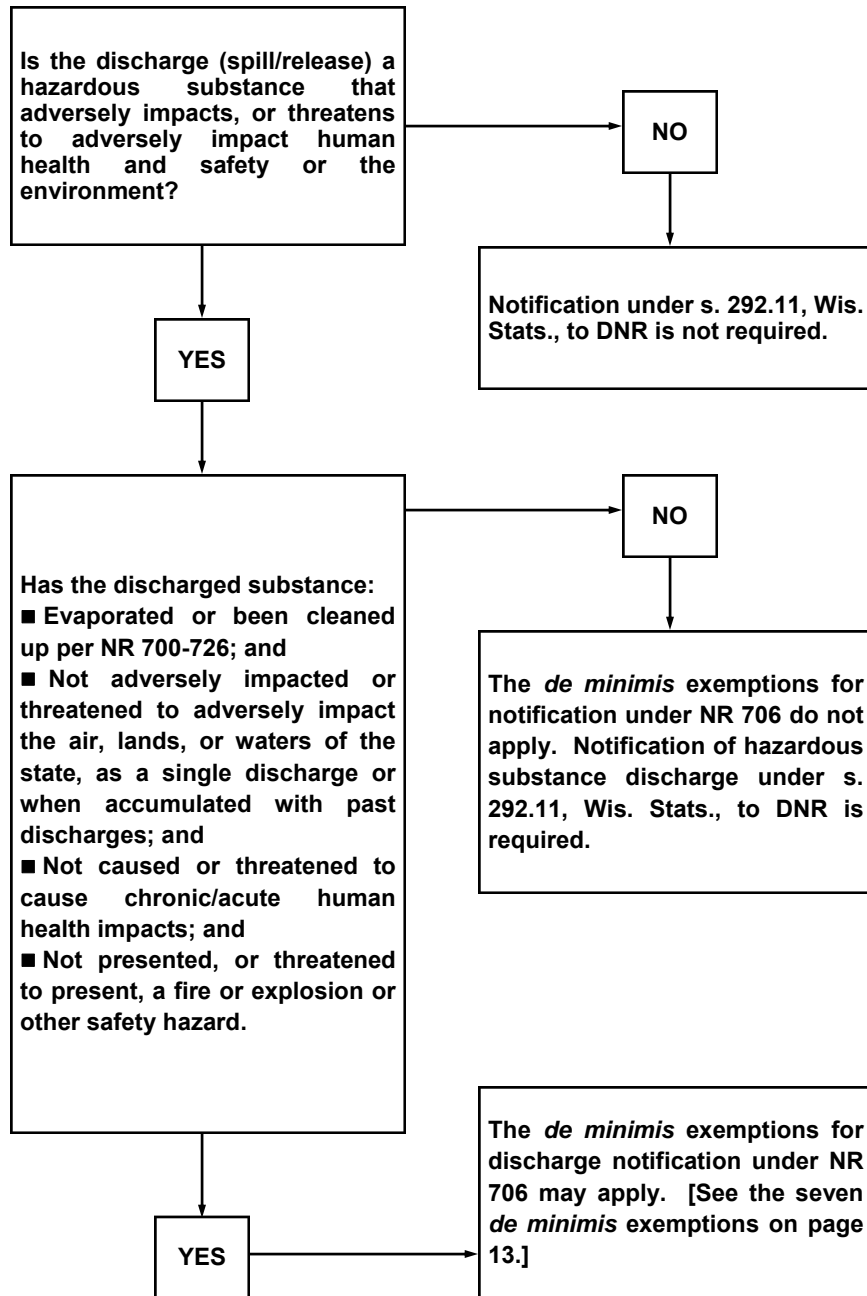 Is the discharge (spill/release) a
hazardous substance that
adversely impacts, or threatens
to adversely impact human
health and safety or the
environment?
NO
Notification under s. 292.11, Wis.
Stats., to DNR is not required.
YES
Has the discharged substance:
■ Evaporated or been cleaned
up per NR 700-726; and
■ Not adversely impacted or
threatened to adversely impact
the air, lands, or waters of the
state, as a single discharge or
when accumulated with past
discharges; and
■ Not caused or threatened to
cause chronic/acute human
health impacts; and
■ Not presented, or threatened
to present, a fire or explosion or
other safety hazard.
NO
The de minimis exemptions for
notification under NR 706 do not
apply. Notification of hazardous
substance discharge under s.
292.11, Wis. Stats., to DNR is
required.
YES
The de minimis exemptions for
discharge notification under NR
706 may apply. [See the seven
de minimis exemptions on page
13.]